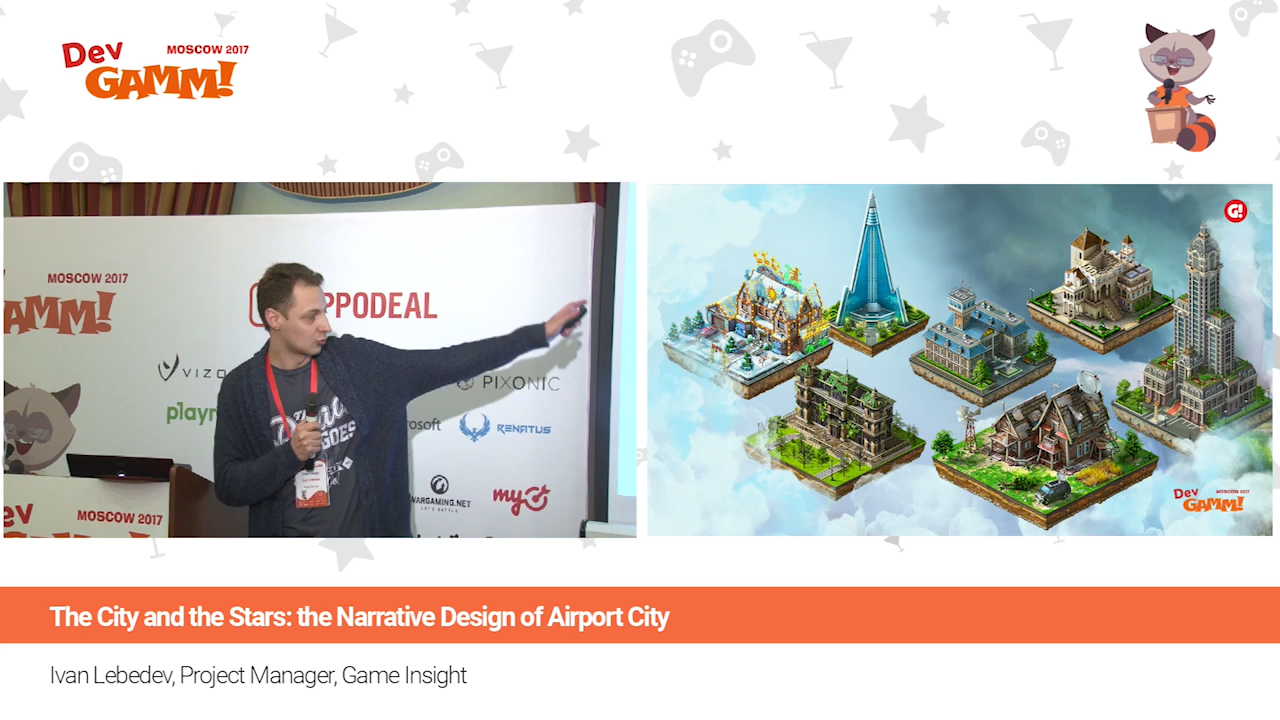 Dev
GAMM!
MOSCOW 2017
MOSCOW 2017
AMM!
PPODEAL
VIZO
PIXONIC
playr
osoft
RENATUS
WARGAMING.NET
LET'S BATTLE
my
ev
MOSCOW 2017
G!
Dev
GAMM!
MOSCOW 2017
The City and the Stars: the Narrative Design of Airport City
Ivan Lebedev, Project Manager, Game Insight